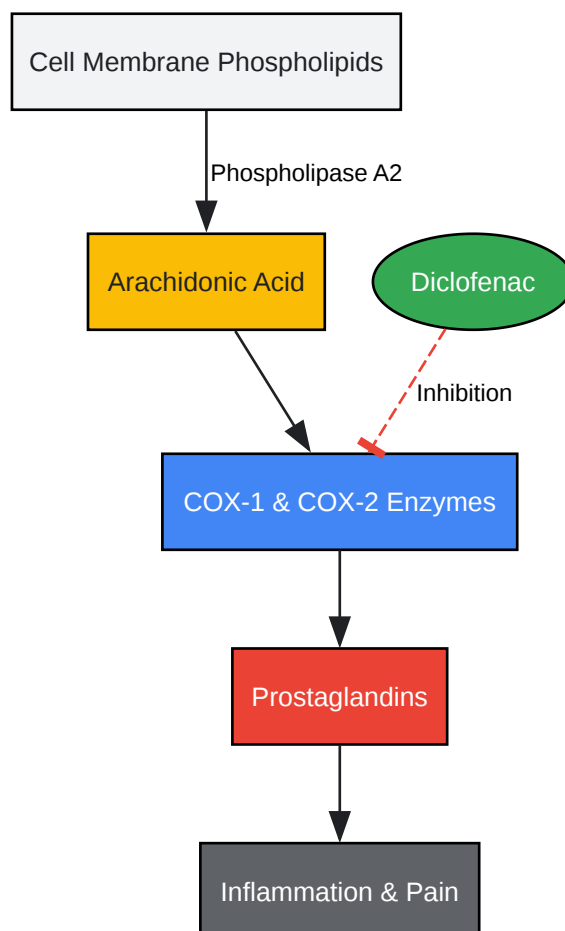 Cell Membrane Phospholipids
Phospholipase A2
Arachidonic Acid
Diclofenac
Inhibition
COX-1 & COX-2 Enzymes
Prostaglandins
Inflammation & Pain